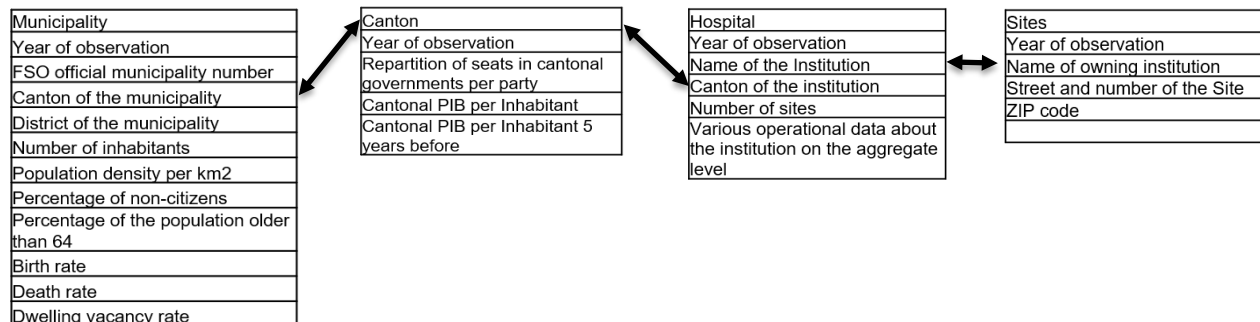 Municipality
Year of observation
FSO official municipality number
Canton of the municipality
District of the municipality
Number of inhabitants
Population density per km2
Percentage of non-citizens
Percentage of the population older
than 64
Birth rate
Death rate
Dwelling vacancy rate
Canton
Year of observation
Repartition of seats in cantonal
governments per party
Cantonal PIB per Inhabitant
Cantonal PIB per Inhabitant 5
years before
Hospital
Year of observation
Name of the Institution
Canton of the institution
Number of sites
Various operational data about
the institution on the aggregate
level
Sites
Year of observation
Name of owning institution
Street and number of the Site
ZIP code